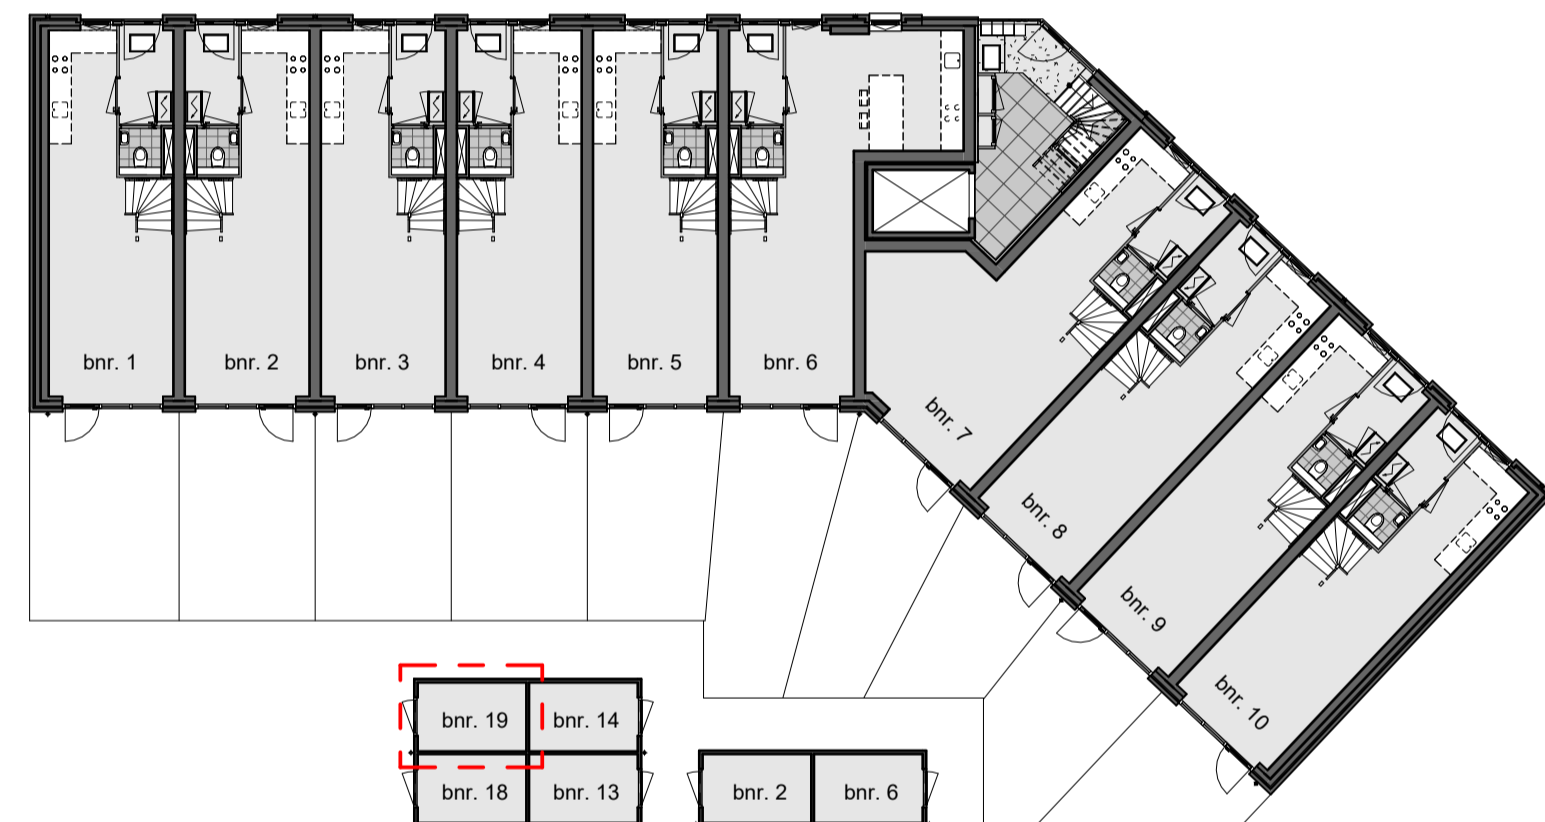 bnr. 1
bnr. 2
bnr. 3
bnr. 4
bnr. 5
bnr. 6
bnr. 7
bnr. 8
bnr. 9
bnr. 10
bnr. 19
bnr. 14
bnr. 18
bnr. 13
bnr. 2
bnr. 6